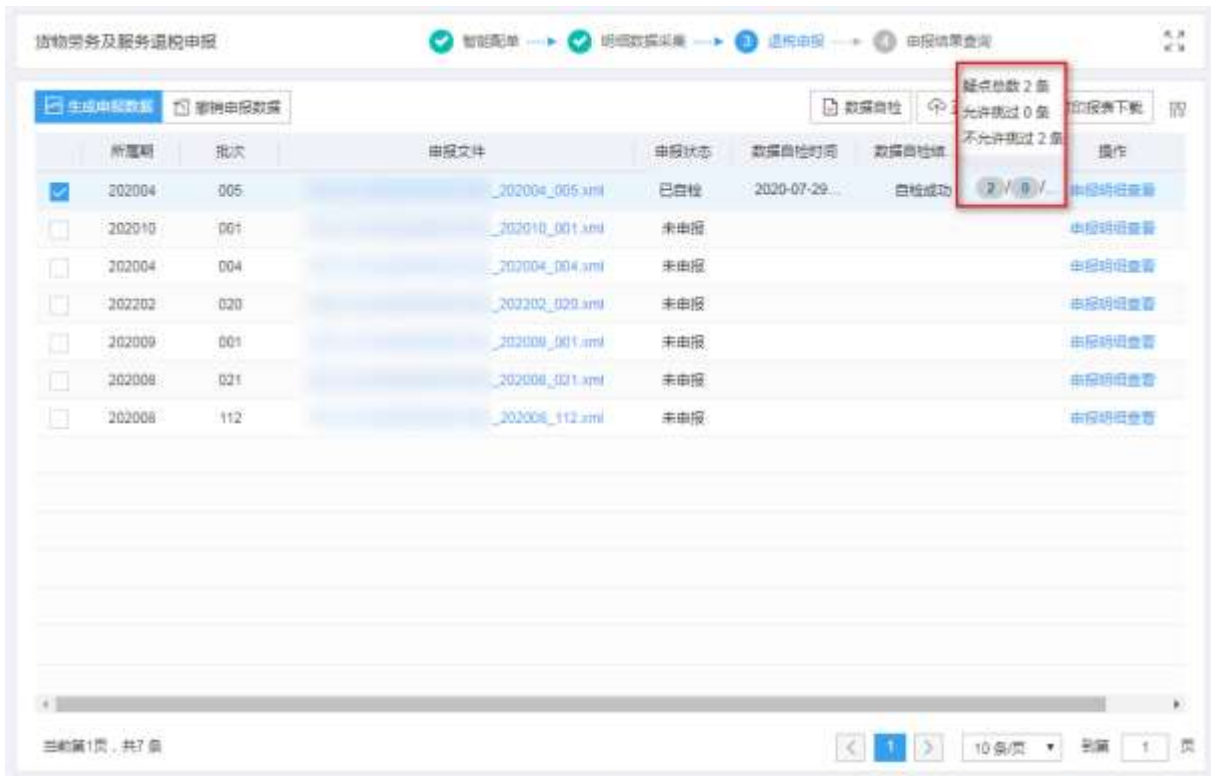 货物劳务及服务退税申报 智能配单 明细数据采集 3 退税申报 4 申报结果查询
疑点总数 2 条
允许跳过 0 条
不允许跳过 2 条
生成申报数据 撤销申报数据 数据自检 打印报表下载
所属期 批次 申报文件 申报状态 数据自检时间 数据自检结... 操作
202004 005 _202004_005.xml 已自检 2020-07-29... 自检成功 2 / 0 /... 申报明细查看
202010 001 _202010_001.xml 未申报 申报明细查看
202004 004 _202004_004.xml 未申报 申报明细查看
202202 020 _202202_020.xml 未申报 申报明细查看
202009 001 _202009_001.xml 未申报 申报明细查看
202008 021 _202008_021.xml 未申报 申报明细查看
202008 112 _202008_112.xml 未申报 申报明细查看
当前第1页，共7 条 < 1 > 10 条/页 到第 1 页